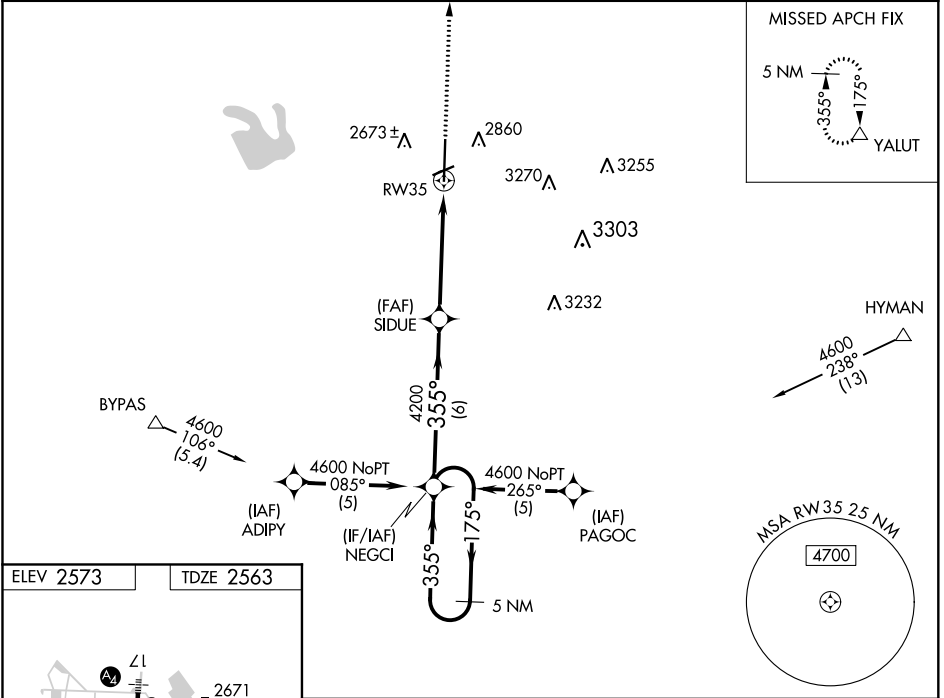 MISSED APCH FIX
5 NM
355°
175°
YALUT
2673 ±
2860
3270
3255
RW35
3303
(FAF)
SIDUE
3232
HYMAN
4600
238°
(13)
4200
355°
(6)
BYPAS
4600
106°
(5.4)
4600 NoPT
085°
(5)
4600 NoPT
265°
(5)
(IAF)
ADIPY
(IF/IAF)
NEGCI
(IAF)
PAGOC
355°
175°
5 NM
MSA RW35 25 NM
4700
ELEV 2573
TDZE 2563
17
A4
2671